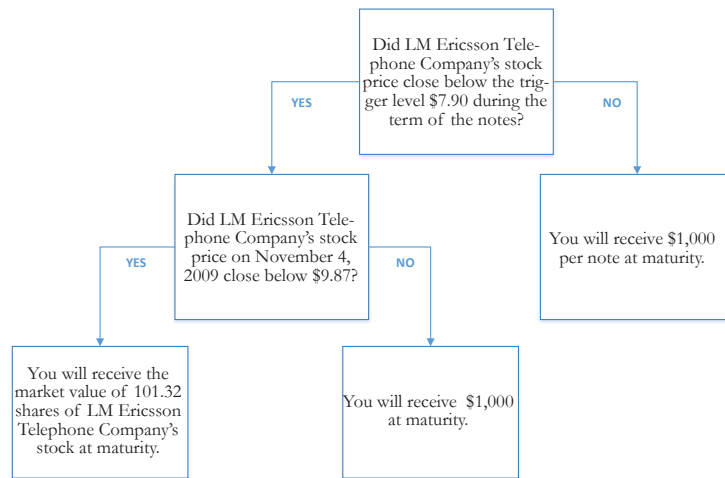 Did LM Ericsson Tele-
phone Company's stock
price close below the trig-
ger level $7.90 during the
term of the notes?
YES
NO
Did LM Ericsson Tele-
phone Company's stock
price on November 4,
2009 close below $9.87?
You will receive $1,000
per note at maturity.
YES
NO
You will receive the
market value of 101.32
shares of LM Ericsson
Telephone Company's
stock at maturity.
You will receive $1,000
at maturity.